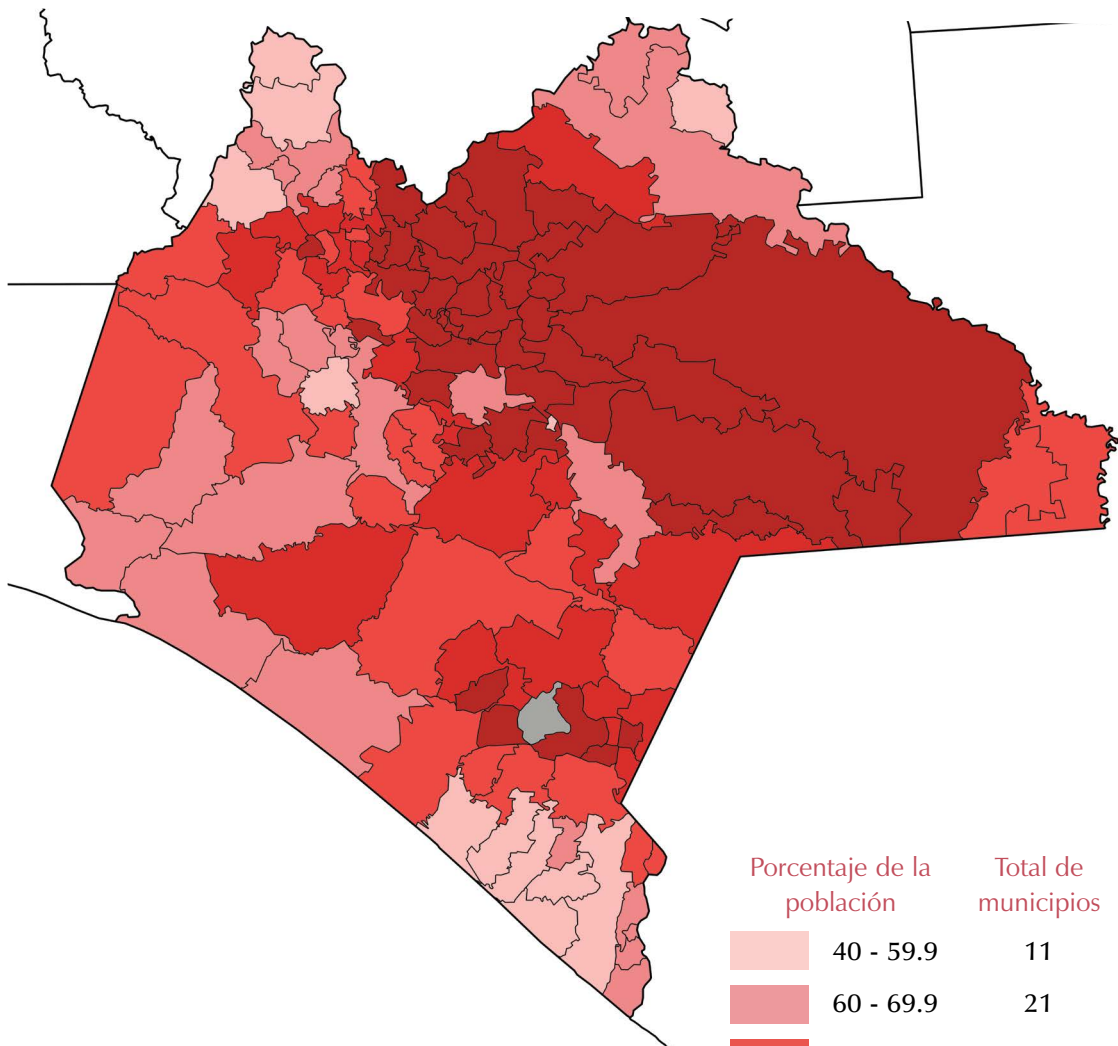 Porcentaje de la población Total de municipios
40 - 59.9 11
60 - 69.9 21